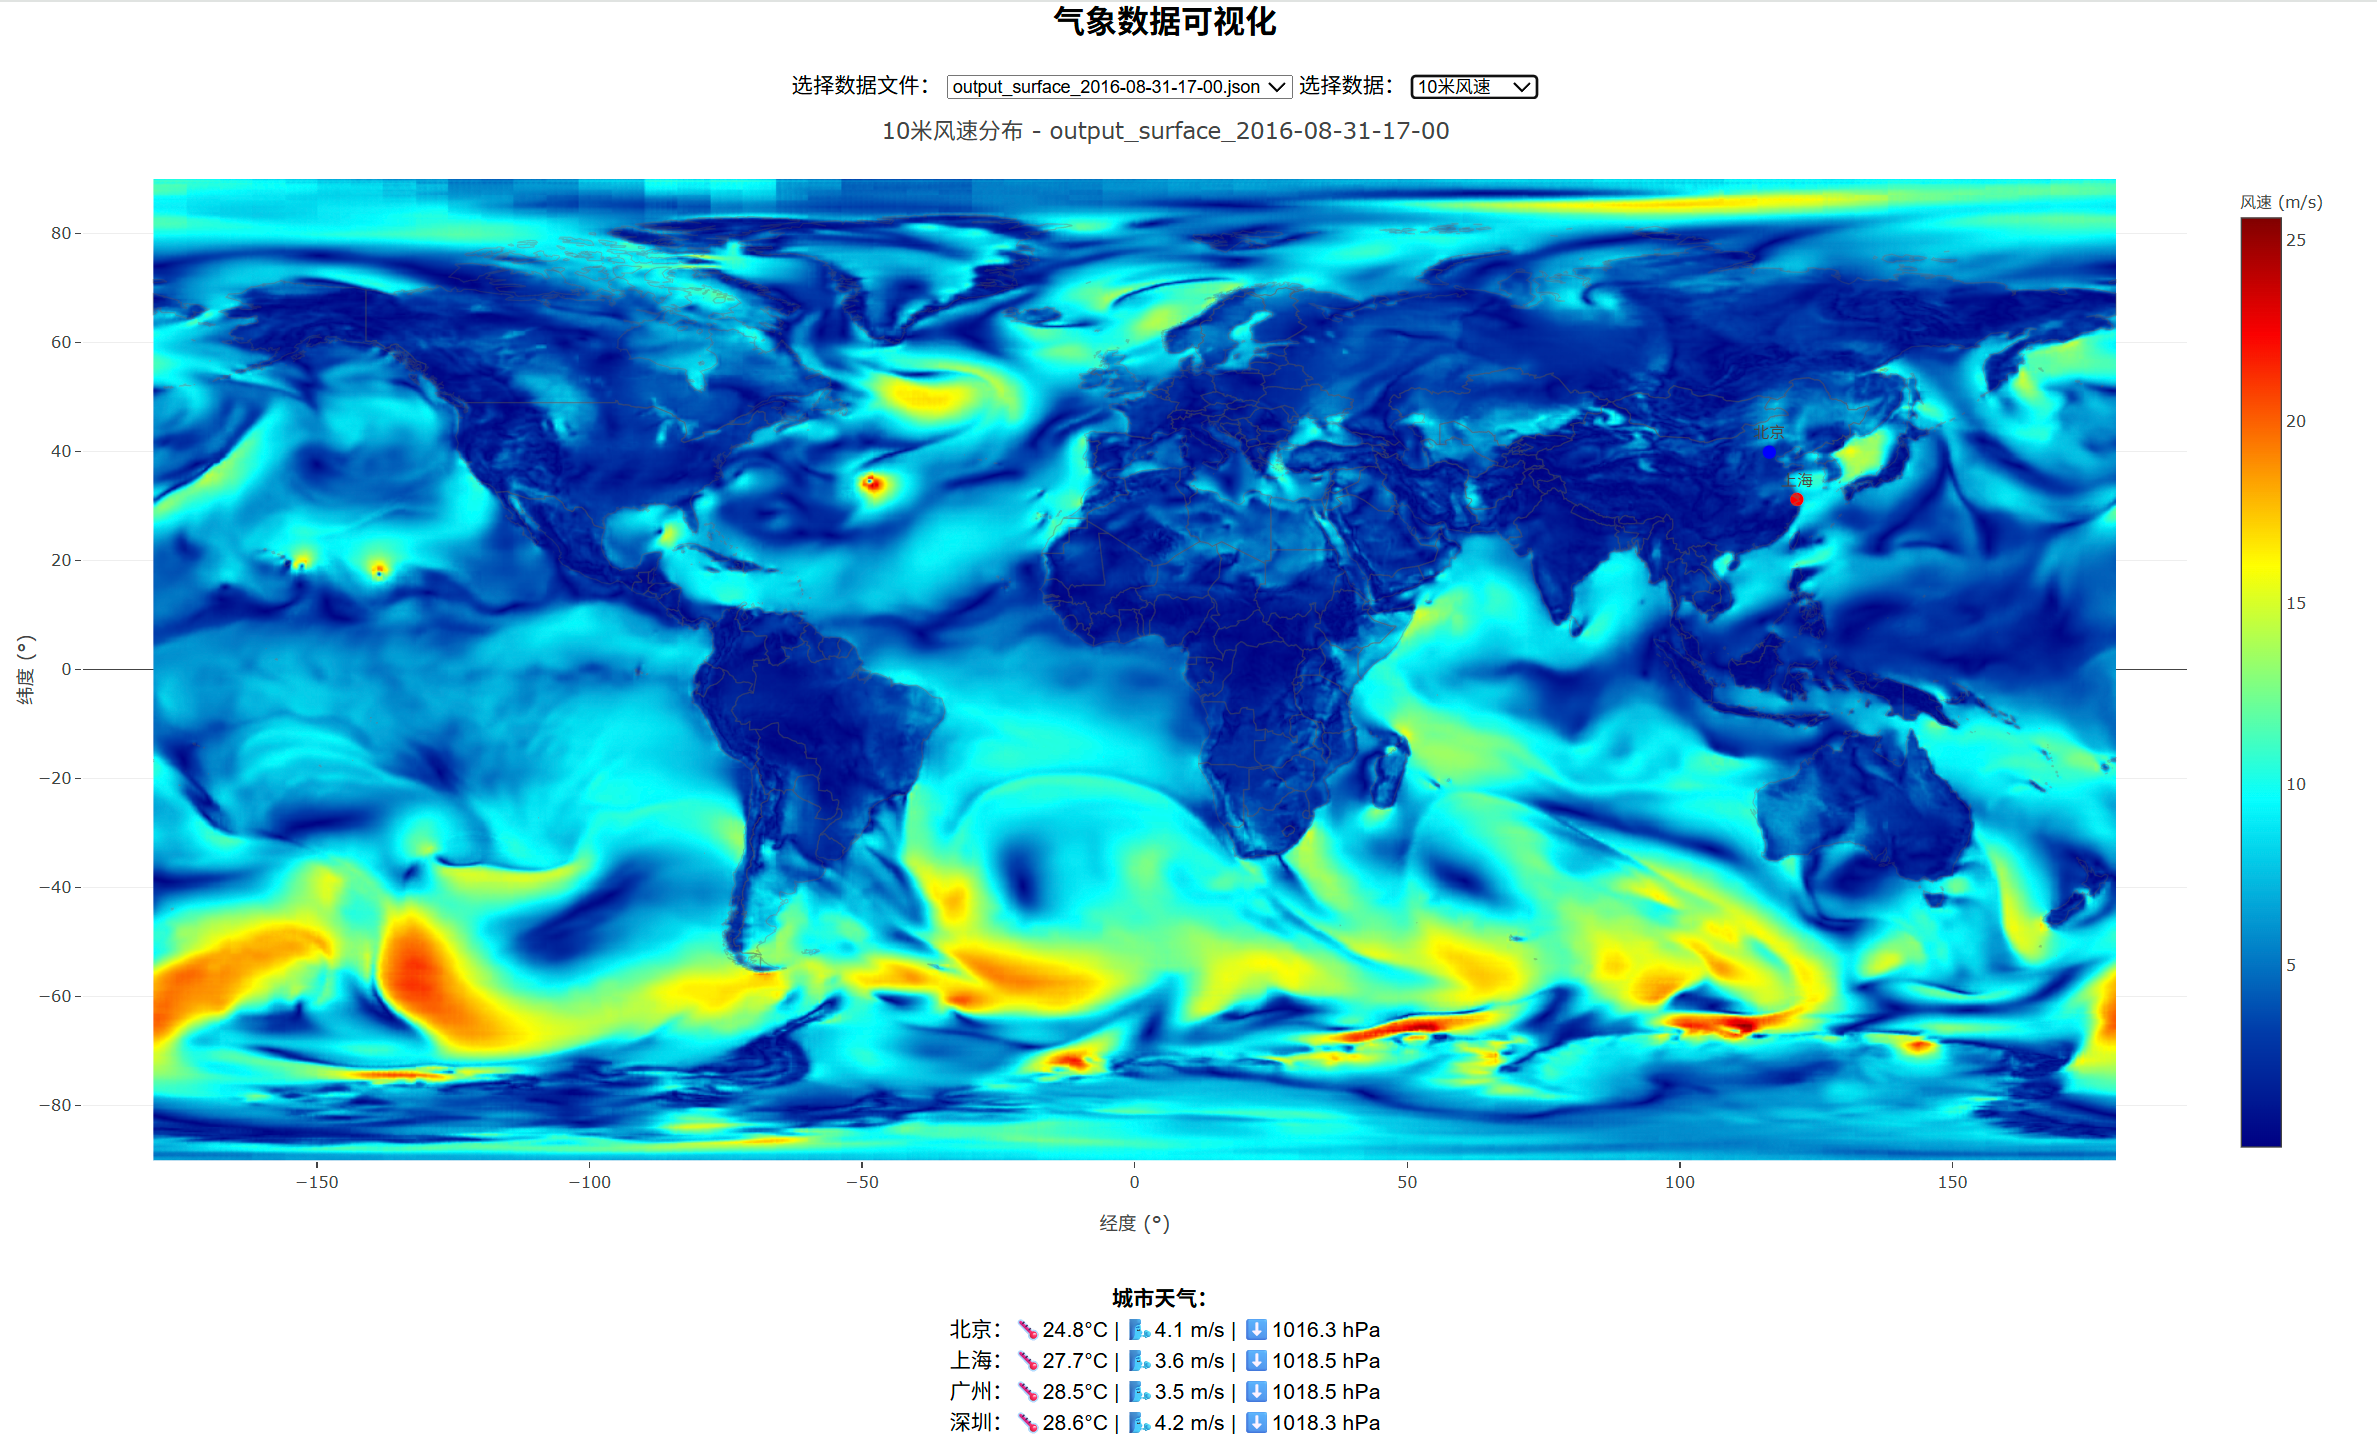 气象数据可视化
选择数据文件： output_surface_2016-08-31-17-00.json 选择数据： 10米风速
10米风速分布 - output_surface_2016-08-31-17-00
风速 (m/s)
25
20
15
10
5
80
60
40
20
0
−20
−40
−60
−80
纬度 (°)
北京
上海
−150
−100
−50
0
50
100
150
经度 (°)
城市天气：
北京： 24.8°C | 4.1 m/s | 1016.3 hPa
上海： 27.7°C | 3.6 m/s | 1018.5 hPa
广州： 28.5°C | 3.5 m/s | 1018.5 hPa
深圳： 28.6°C | 4.2 m/s | 1018.3 hPa